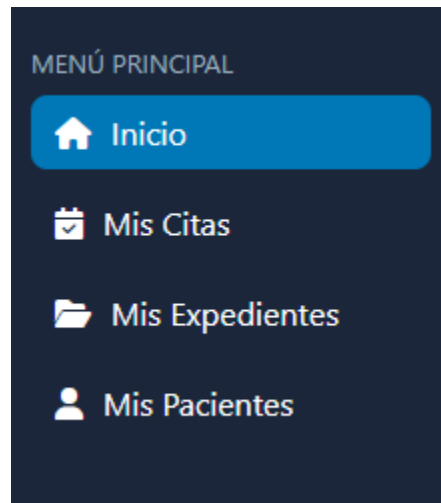 MENÚ PRINCIPAL
Inicio
Mis Citas
Mis Expedientes
Mis Pacientes